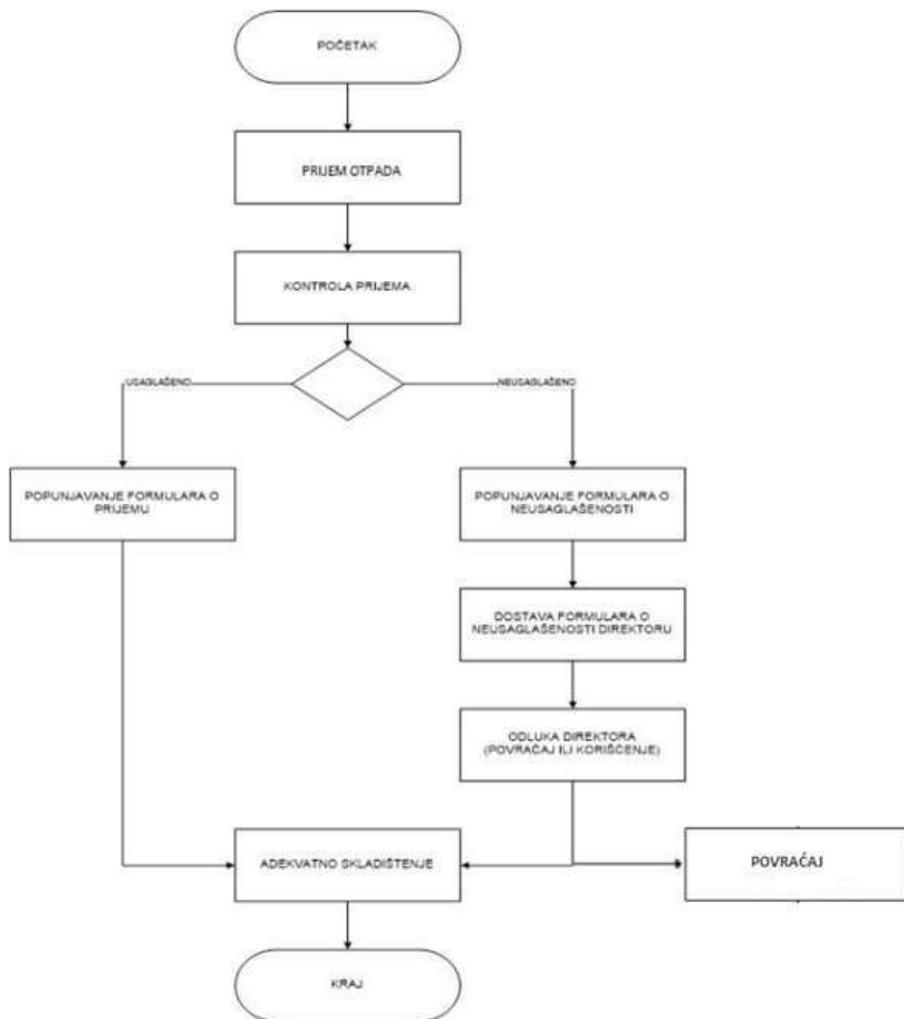 POČETAK
PRIJEM OTPADA
KONTROLA PRIJEMA
USAGLAŠENO
NEUSAGLAŠENO
POPUNJAVANJE FORMULARA O
PRIJEMU
POPUNJAVANJE FORMULARA O
NEUSAGLAŠENOSTI
DOSTAVA FORMULARA O
NEUSAGLAŠENOSTI DIREKTORU
ODLUKA DIREKTORA
(POVRAĆAJ ILI KORIŠĆENJE)
ADEKVATNO SKLADIŠTENJE
POVRAĆAJ
KRAJ